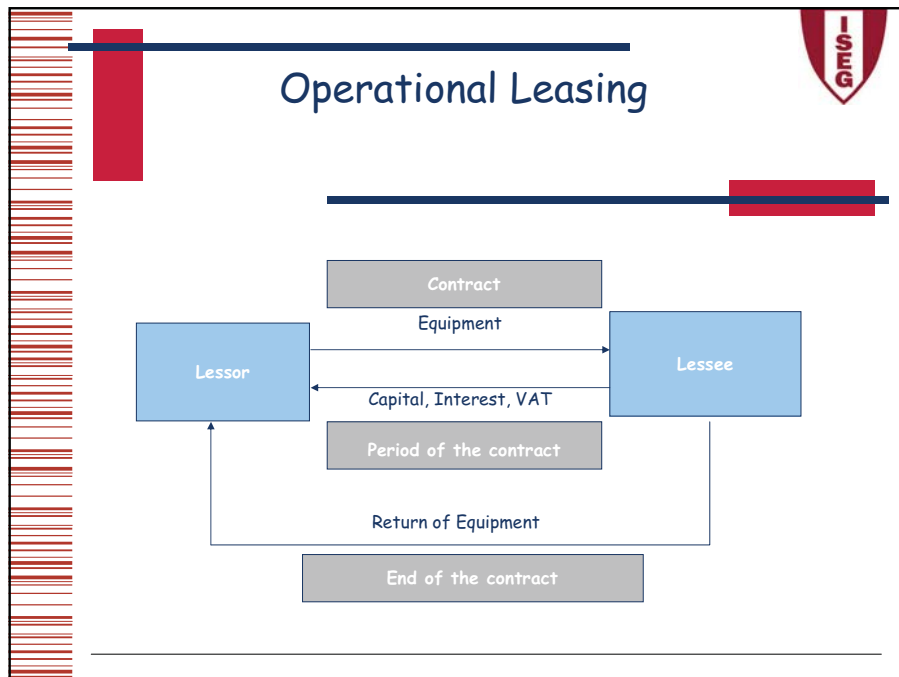 ISEG
Operational Leasing
Contract
Equipment
Lessor
Lessee
Capital, Interest, VAT
Period of the contract
Return of Equipment
End of the contract